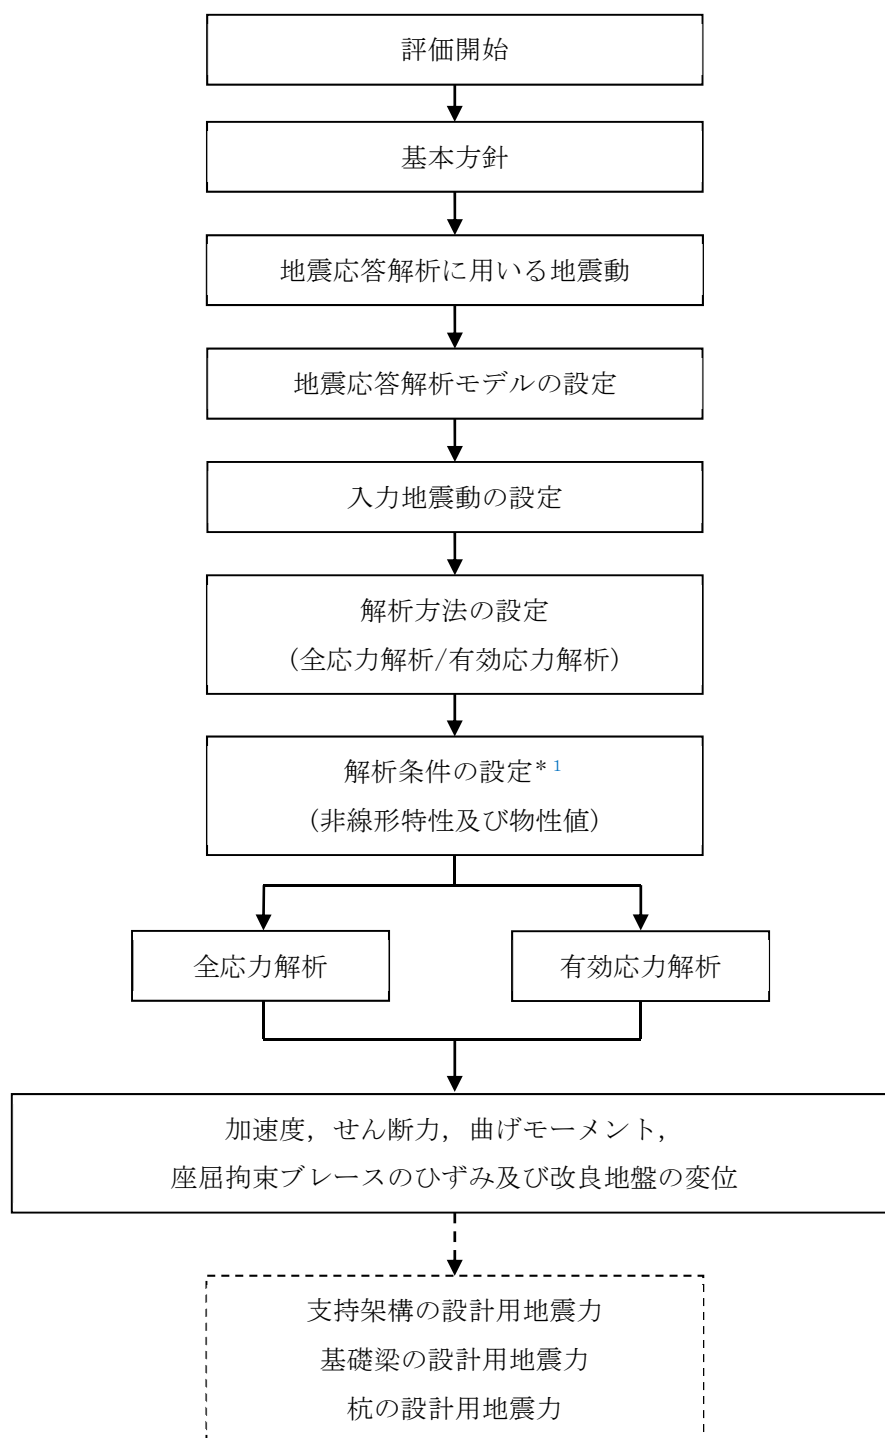 評価開始
基本方針
地震応答解析に用いる地震動
地震応答解析モデルの設定
入力地震動の設定
解析方法の設定
(全応力解析/有効応力解析)
解析条件の設定*1
(非線形特性及び物性値)
全応力解析
有効応力解析
加速度，せん断力，曲げモーメント，
座屈拘束ブレースのひずみ及び改良地盤の変位
支持架構の設計用地震力
基礎梁の設計用地震力
杭の設計用地震力